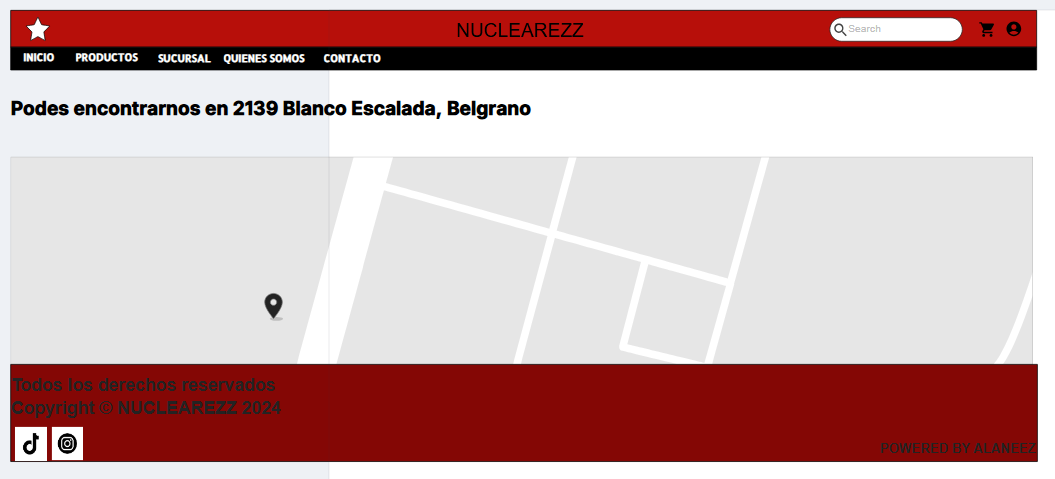 NUCLEAREZZ
Search
INICIO PRODUCTOS SUCURSAL QUIENES SOMOS CONTACTO
Podes encontrarnos en 2139 Blanco Escalada, Belgrano
Todos los derechos reservados
Copyright © NUCLEAREZZ 2024
POWERED BY ALANEEZ